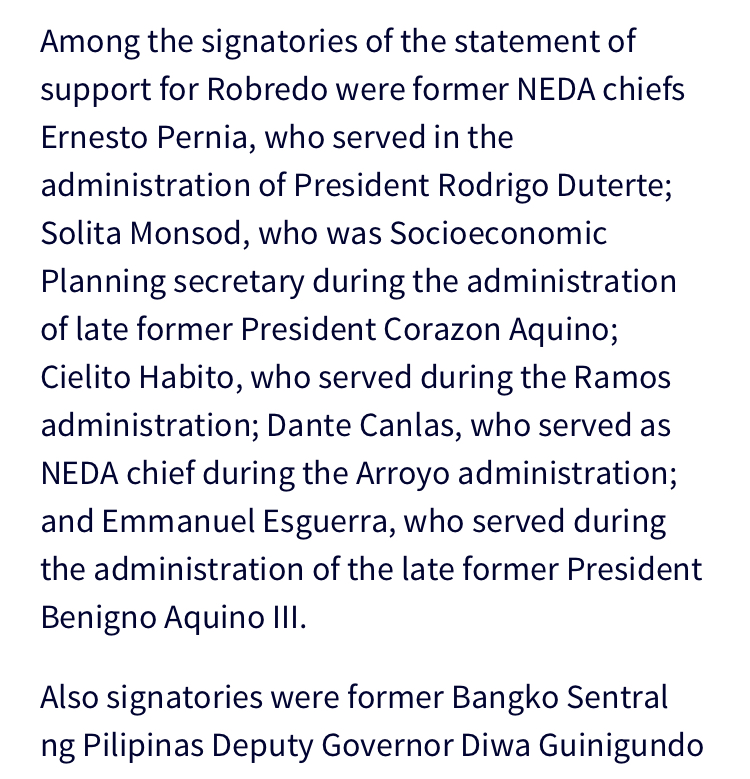 Among the signatories of the statement of
support for Robredo were former NEDA chiefs
Ernesto Pernia, who served in the
administration of President Rodrigo Duterte;
Solita Monsod, who was Socioeconomic
Planning secretary during the administration
of late former President Corazon Aquino;
Cielito Habito, who served during the Ramos
administration; Dante Canlas, who served as
NEDA chief during the Arroyo administration;
and Emmanuel Esguerra, who served during
the administration of the late former President
Benigno Aquino III.
Also signatories were former Bangko Sentral
ng Pilipinas Deputy Governor Diwa Guinigundo